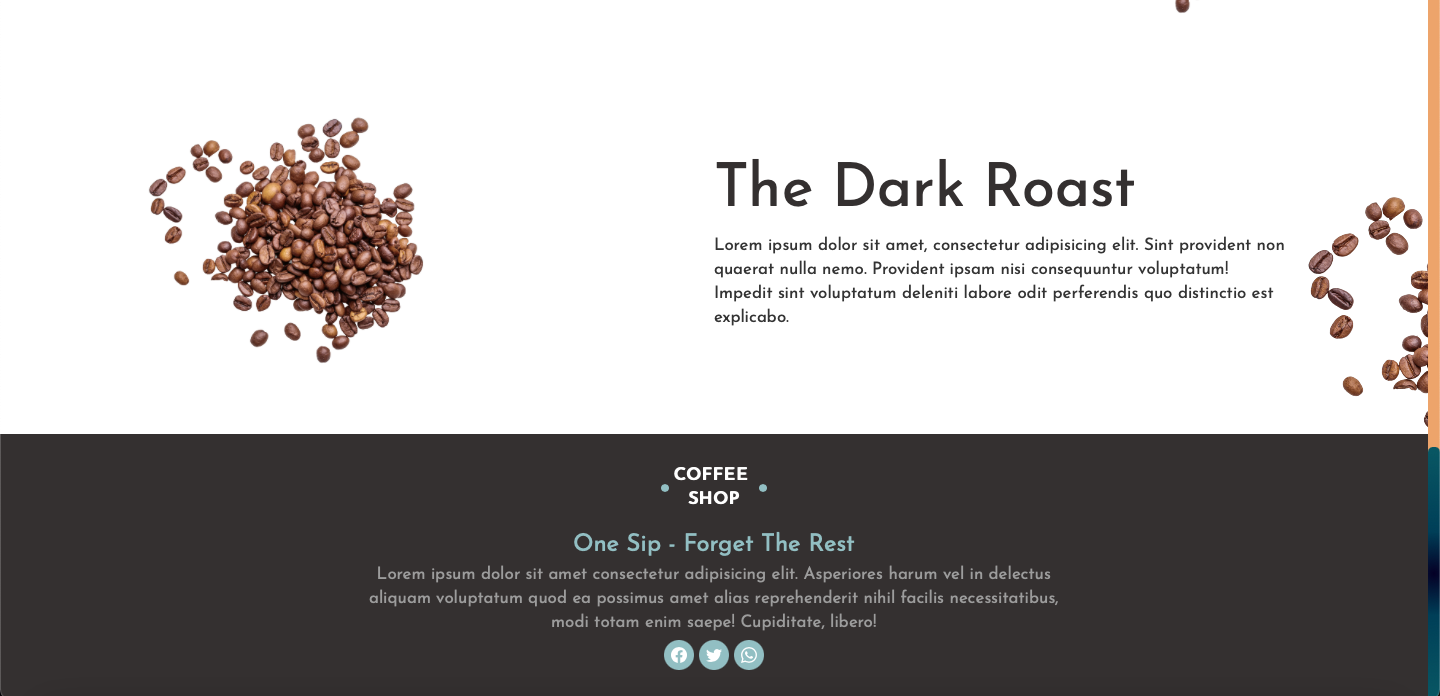 The Dark Roast
Lorem ipsum dolor sit amet, consectetur adipisicing elit. Sint provident non
quaerat nulla nemo. Provident ipsam nisi consequuntur voluptatum!
Impedit sint voluptatum deleniti labore odit perferendis quo distinctio est
explicabo.
COFFEE
SHOP
One Sip - Forget The Rest
Lorem ipsum dolor sit amet consectetur adipisicing elit. Asperiores harum vel in delectus
aliquam voluptatum quod ea possimus amet alias reprehenderit nihil facilis necessitatibus,
modi totam enim saepe! Cupiditate, libero!